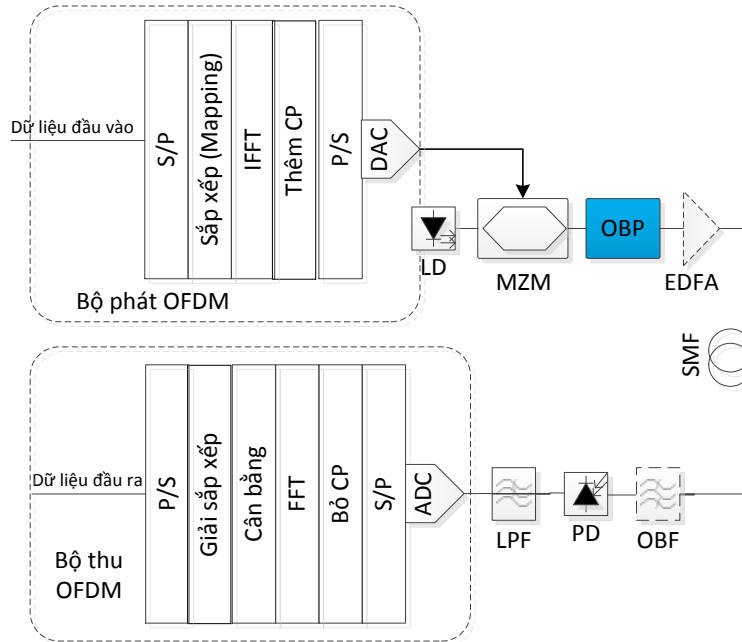 Dữ liệu đầu vào
S/P
Sắp xếp (Mapping)
IFFT
Thêm CP
P/S
DAC
LD
MZM
OBP
EDFA
Bộ phát OFDM
SMF
Dữ liệu đầu ra
P/S
Giải sắp xếp
Cân bằng
FFT
Bỏ CP
S/P
ADC
LPF
PD
OBF
Bộ thu
OFDM